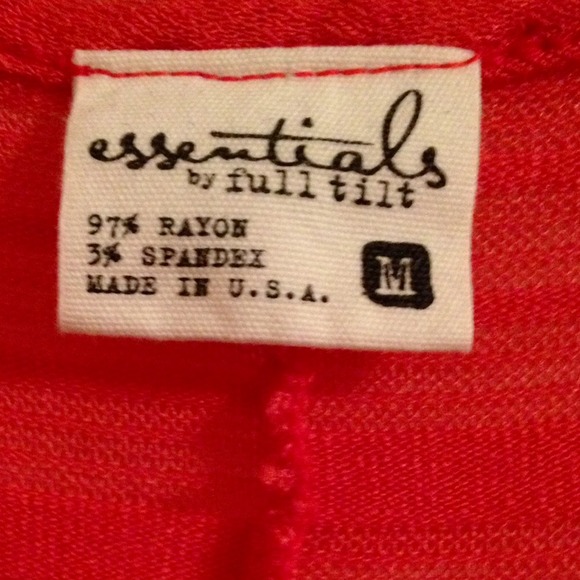 essentials
by full tilt
97% RAYON
3% SPANDEX
MADE IN U.S.A.
M